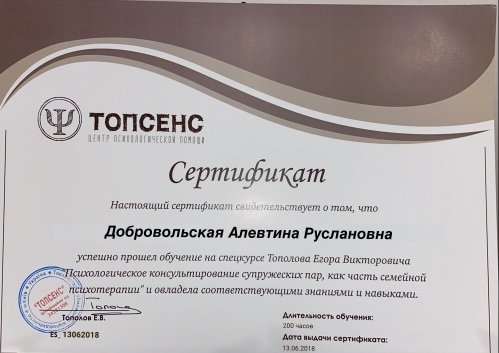 ТОПСЕНС
ЦЕНТР ПСИХОЛОГИЧЕСКОЙ ПОМОЩИ
Сертификат
Настоящий сертификат свидетельствует о том, что
Добровольская Алевтина Руслановна
успешно прошел обучение на спецкурсе Тополова Егора Викторовича
"Психологическое консультирование супружеских пар, как часть семейной
психотерапии" и овладела соответствующими знаниями и навыками.
"ТОПСЕНС"
Тополов Е.В.
ES_13062018
Длительность обучения:
200 часов
Дата выдачи сертификата:
13.06.2018